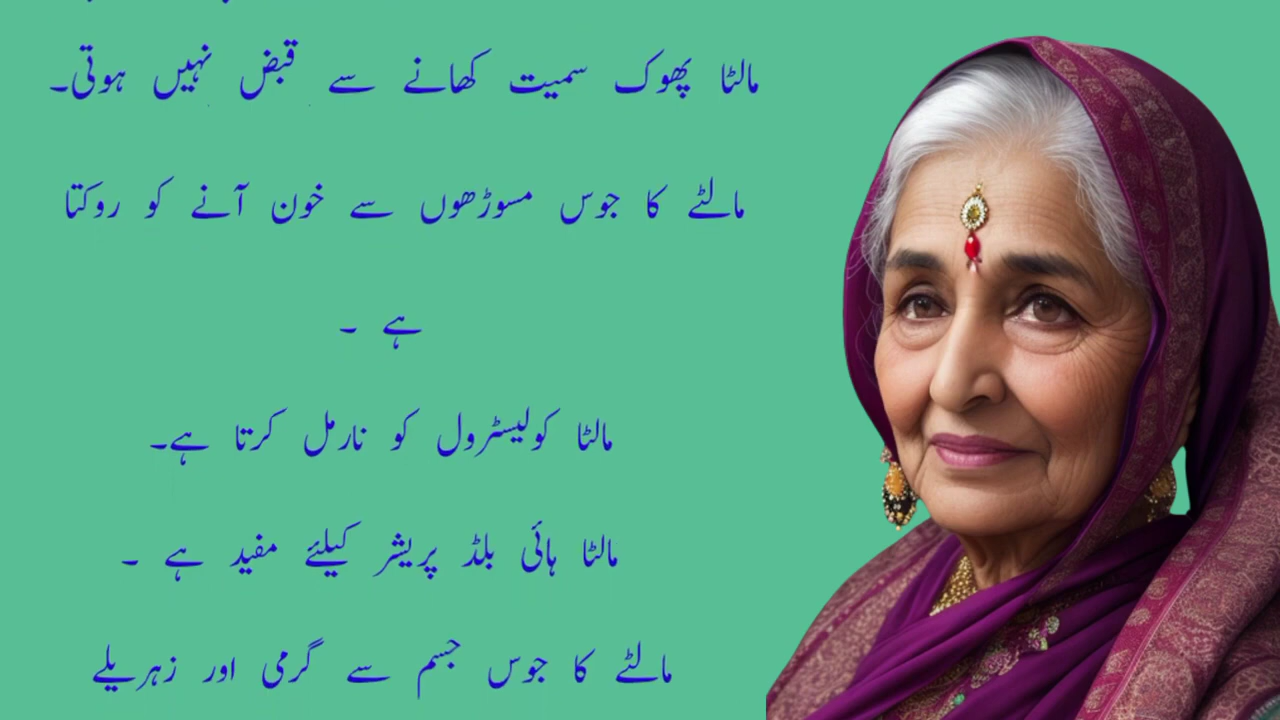 مالٹا پھوک سمیت کھانے سے قبض نہیں ہوتی۔
مالٹے کا جوس مسوڑھوں سے خون آنے کو روکتا
ہے ۔
مالٹا کولیسٹرول کو نارمل کرتا ہے۔
مالٹا ہائی بلڈ پریشر کیلئے مفید ہے ۔
مالٹے کا جوس جسم سے گرمی اور زہریلے